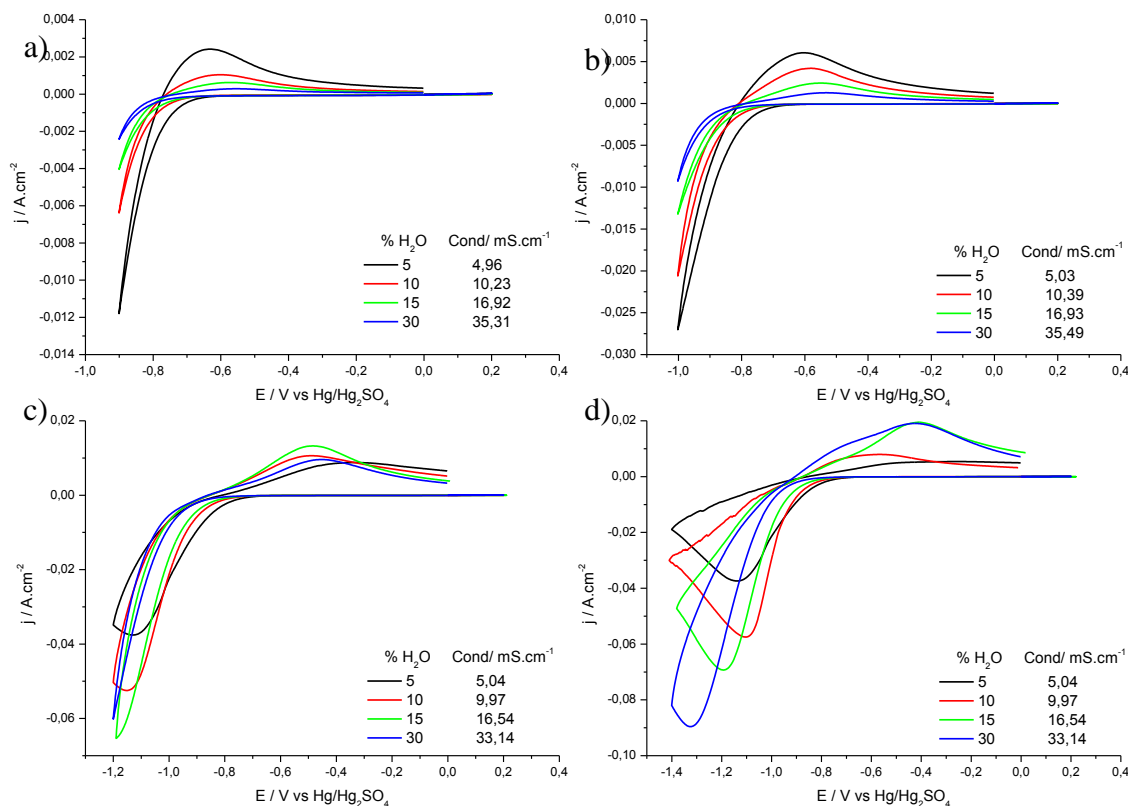 a)
0,004
0,002
0,000
-0,002
-0,004
-0,006
-0,008
-0,010
-0,012
-0,014
j / A.cm-2
-1,0 -0,8 -0,6 -0,4 -0,2 0,0 0,2 0,4
E / V vs Hg/Hg2SO4
% H2O Cond/ mS.cm-1
5 4,96
10 10,23
15 16,92
30 35,31
b)
0,010
0,005
0,000
-0,005
-0,010
-0,015
-0,020
-0,025
-0,030
j / A.cm-2
-1,0 -0,8 -0,6 -0,4 -0,2 0,0 0,2 0,4
E / V vs Hg/Hg2SO4
% H2O Cond/ mS.cm-1
5 5,03
10 10,39
15 16,93
30 35,49
c)
0,02
0,00
-0,02
-0,04
-0,06
j / A.cm-2
-1,2 -1,0 -0,8 -0,6 -0,4 -0,2 0,0 0,2 0,4
E / V vs Hg/Hg2SO4
% H2O Cond/ mS.cm-1
5 5,04
10 9,97
15 16,54
30 33,14
d)
0,02
0,00
-0,02
-0,04
-0,06
-0,08
-0,10
j / A.cm-2
-1,4 -1,2 -1,0 -0,8 -0,6 -0,4 -0,2 0,0 0,2 0,4
E / V vs Hg/Hg2SO4
% H2O Cond/ mS.cm-1
5 5,04
10 9,97
15 16,54
30 33,14